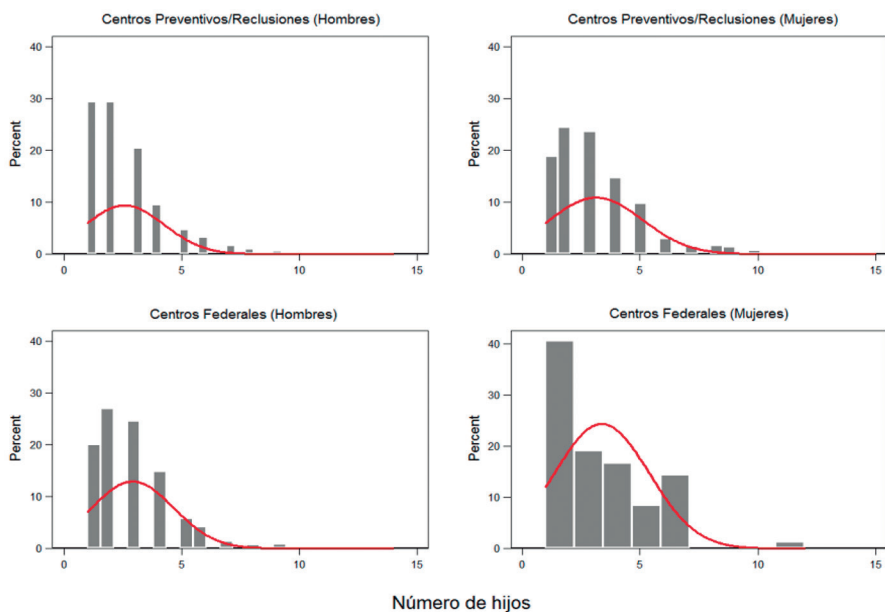 Centros Preventivos/Reclusiones (Hombres)
Percent
40
30
20
10
0
0 5 10 15
Centros Preventivos/Reclusiones (Mujeres)
Percent
40
30
20
10
0
0 5 10 15
Centros Federales (Hombres)
Percent
40
30
20
10
0
0 5 10 15
Centros Federales (Mujeres)
Percent
40
30
20
10
0
0 5 10 15
Número de hijos